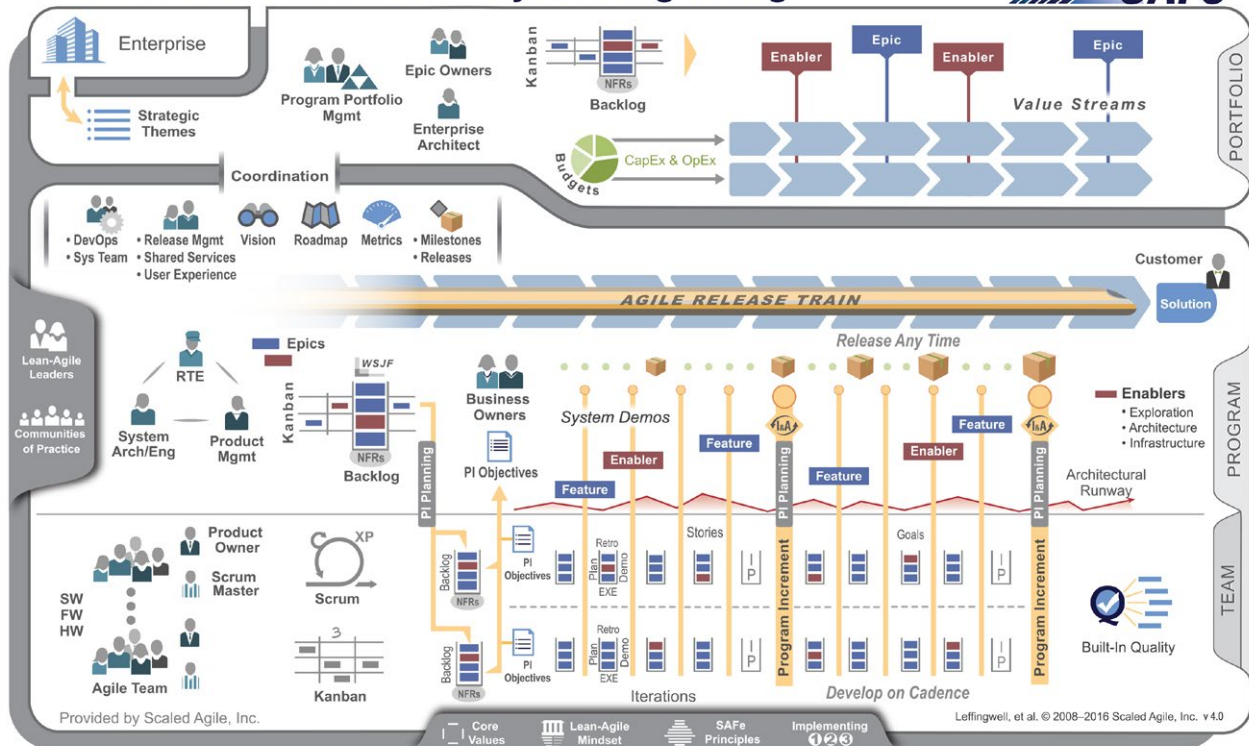 Enterprise
Strategic
Themes
Program Portfolio
Mgmt
Epic Owners
Enterprise
Architect
Kanban
NFRs
Backlog
Enabler
Epic
Enabler
Epic
Value Streams
Budgets
CapEx & OpEx
PORTFOLIO
Coordination
• DevOps
• Sys Team
• Release Mgmt
• Shared Services
• User Experience
Vision
Roadmap
Metrics
• Milestones
• Releases
AGILE RELEASE TRAIN
Customer
Solution
Release Any Time
Lean-Agile
Leaders
Communities
of Practice
RTE
System
Arch/Eng
Product
Mgmt
Epics
WSJF
Kanban
NFRs
Backlog
PI Planning
Business
Owners
PI Objectives
System Demos
Feature
Enabler
Feature
I&A
PI Planning
Feature
Enabler
Feature
I&A
PI Planning
Enablers
• Exploration
• Architecture
• Infrastructure
Architectural
Runway
PROGRAM
Product
Owner
Scrum
Master
SW
FW
HW
Agile Team
XP
Scrum
3
Kanban
Backlog
NFRs
PI
Objectives
Plan
Retro
Demo
EXE
Stories
IP
Program Increment
Goals
IP
Program Increment
Backlog
NFRs
PI
Objectives
Plan
Retro
Demo
EXE
IP
IP
Iterations
Develop on Cadence
Built-In Quality
TEAM
Provided by Scaled Agile, Inc.
Leffingwell, et al. © 2008–2016 Scaled Agile, Inc. v 4.0
Core
Values
Lean-Agile
Mindset
SAFe
Principles
Implementing
1 2 3